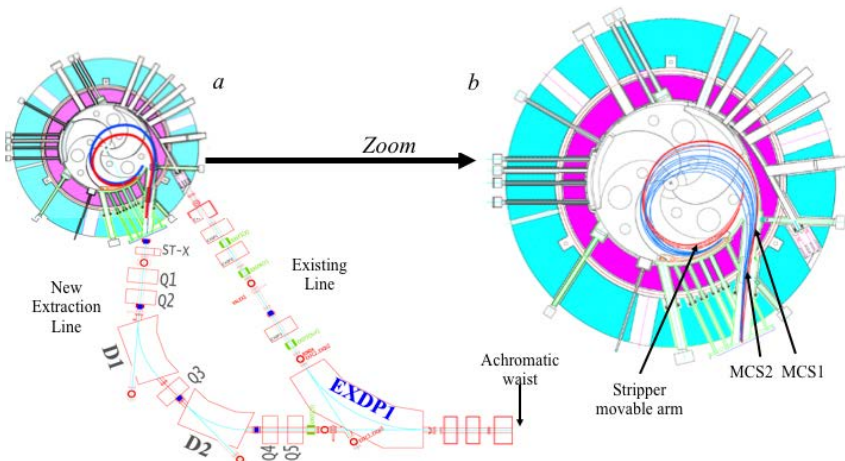 a
b
Zoom
ST-X
Q1
Q2
New
Extraction
Line
Existing
Line
D1
Q3
D2
Q4
Q5
EXDP1
Achromatic
waist
Stripper
movable arm
MCS2
MCS1